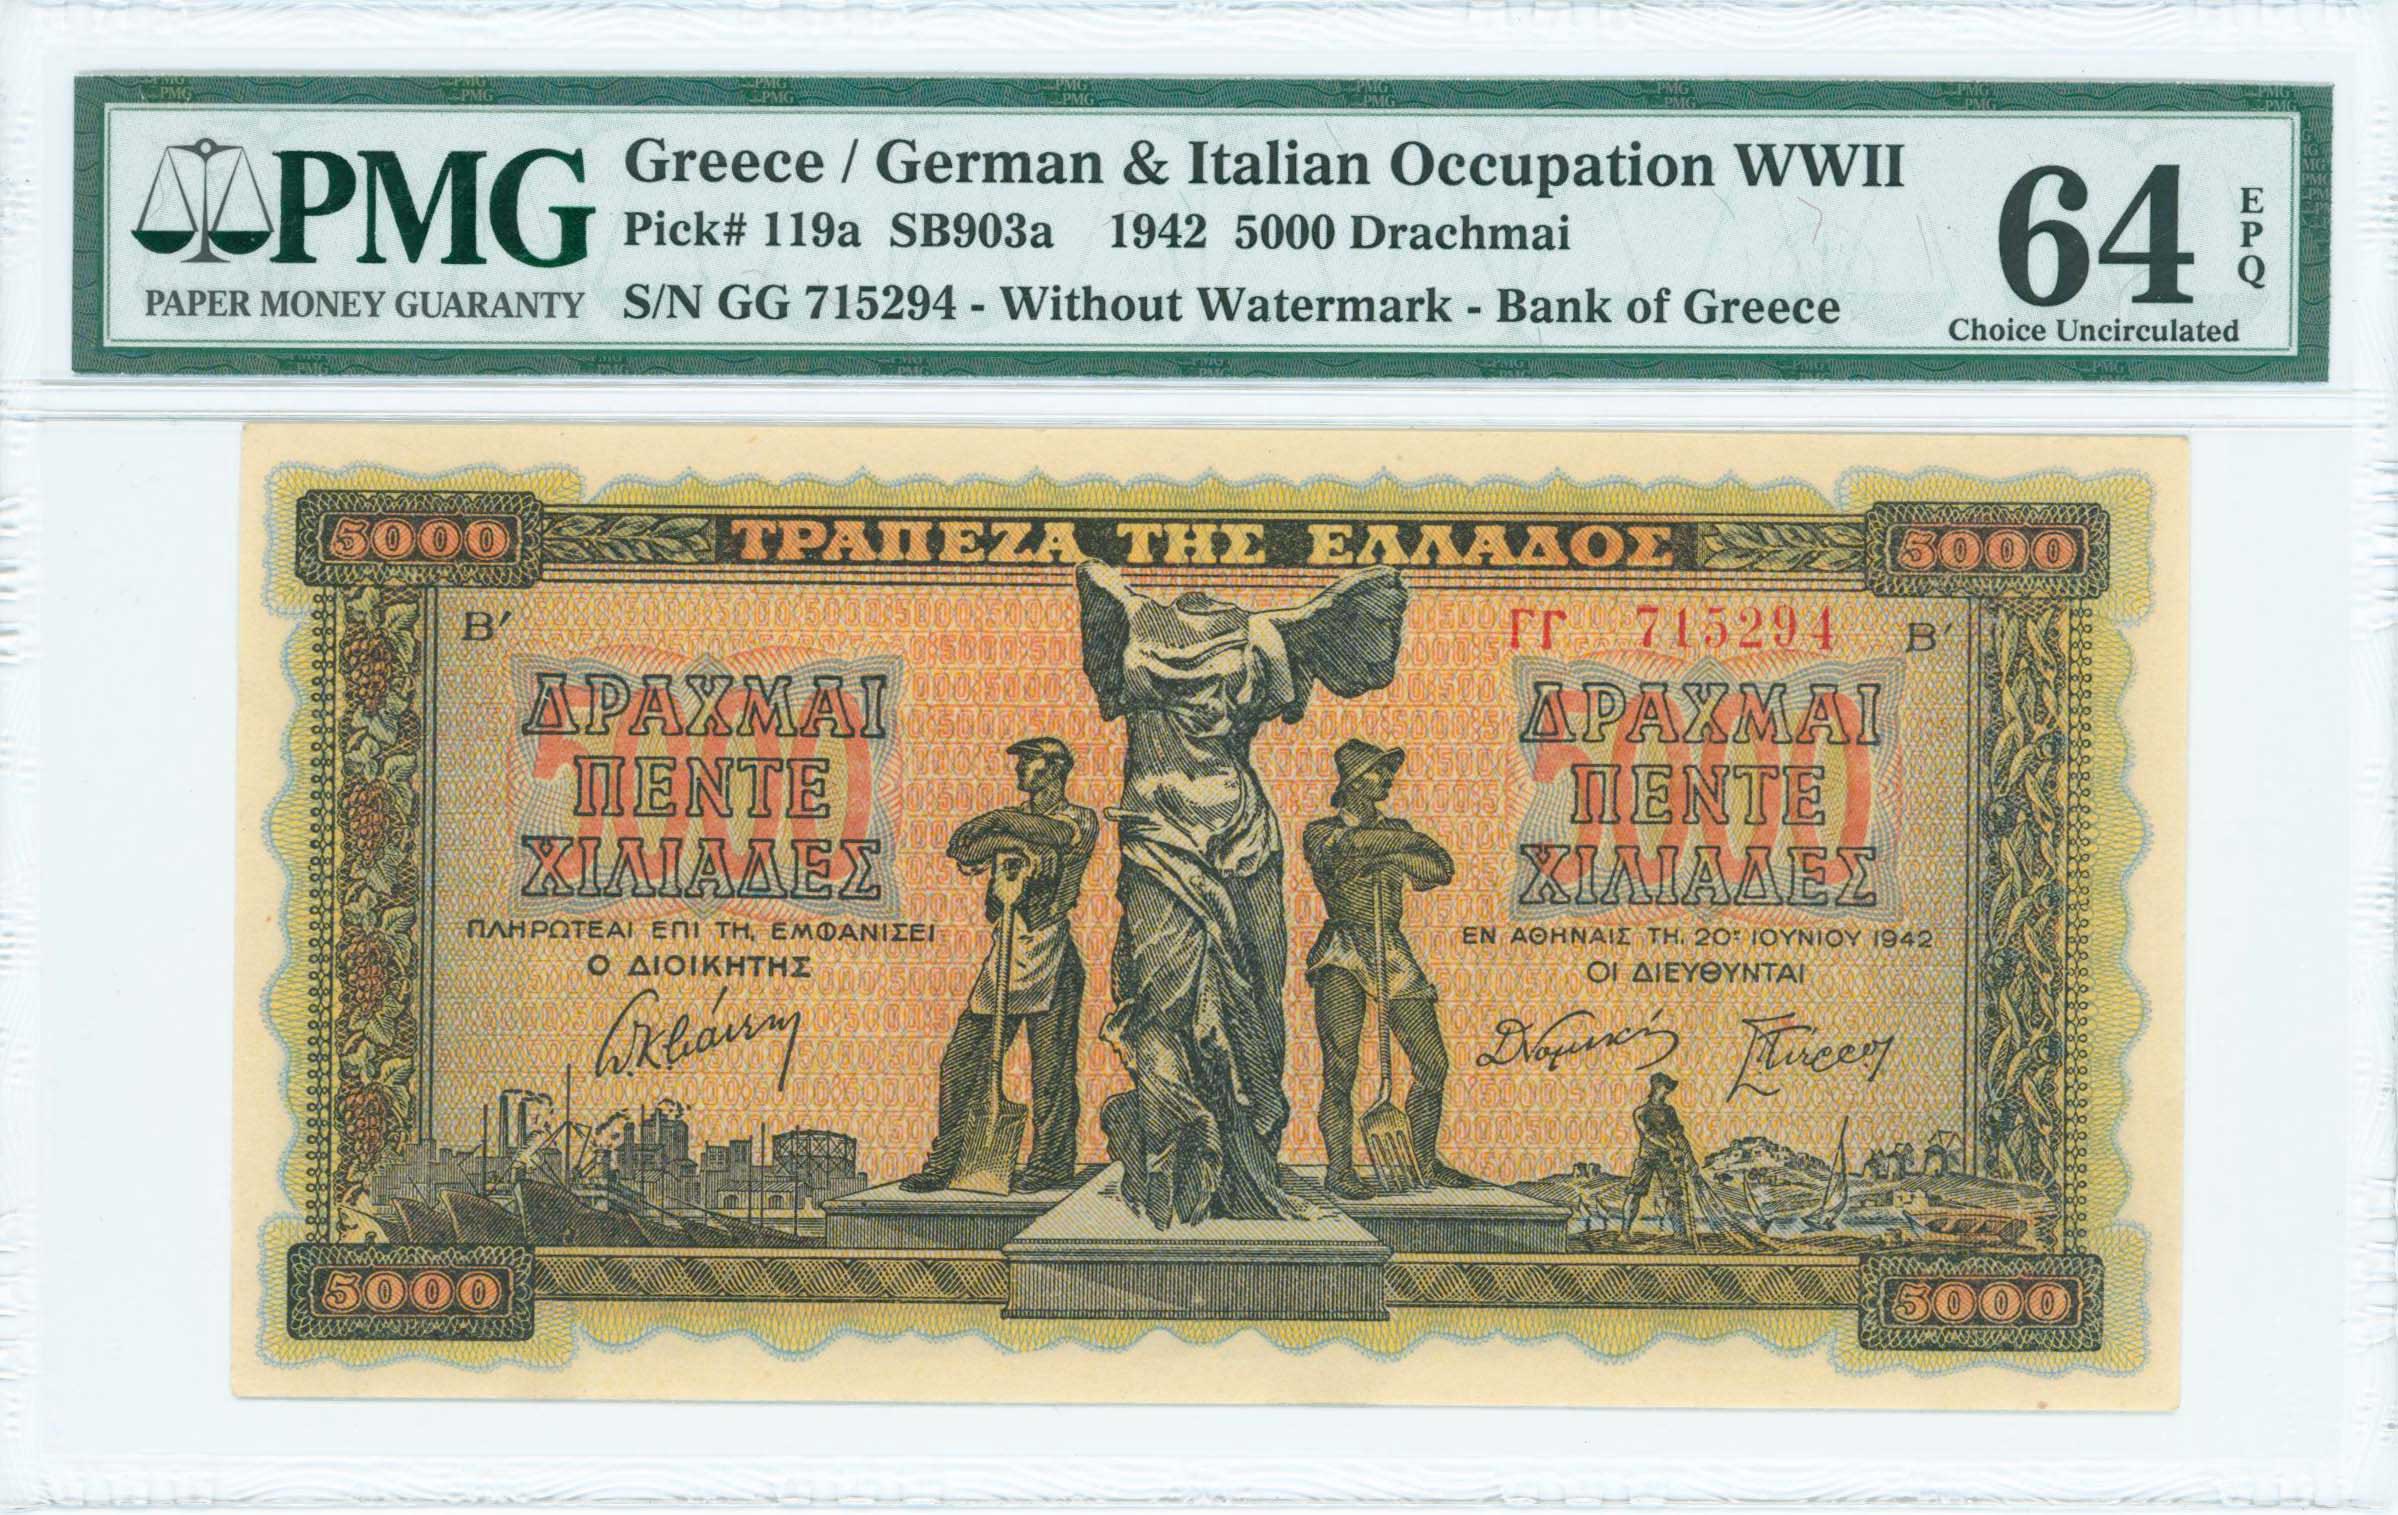 PMG
PAPER MONEY GUARANTY
Greece / German & Italian Occupation WWII
Pick# 119a SB903a 1942 5000 Drachmai
S/N GG 715294 - Without Watermark - Bank of Greece
64
EPQ
Choice Uncirculated
5000 ΤΡΑΠΕΖΑ ΤΗΣ ΕΛΛΑΔΟΣ 5000
Β΄ ΓΓ 715294 Β΄
ΔΡΑΧΜΑΙ
ΠΕΝΤΕ
ΧΙΛΙΑΔΕΣ
5000
ΠΛΗΡΩΤΕΑΙ ΕΠΙ ΤΗ, ΕΜΦΑΝΙΣΕΙ
Ο ΔΙΟΙΚΗΤΗΣ
ΔΡΑΧΜΑΙ
ΠΕΝΤΕ
ΧΙΛΙΑΔΕΣ
5000
ΕΝ ΑΘΗΝΑΙΣ ΤΗ, 20ῌ ΙΟΥΝΙΟΥ 1942
ΟΙ ΔΙΕΥΘΥΝΤΑΙ
5000 5000